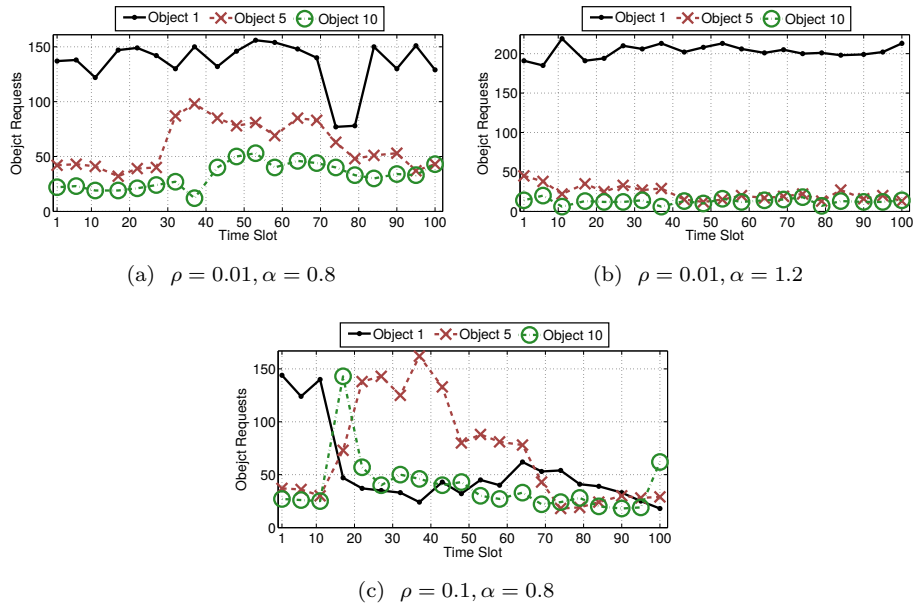 Object 1 Object 5 Object 10
150
100
50
0
Obejct Requests
1 10 20 30 40 50 60 70 80 90 100
Time Slot
(a) ρ = 0.01, α = 0.8
Object 1 Object 5 Object 10
200
150
100
50
0
Obejct Requests
1 10 20 30 40 50 60 70 80 90 100
Time Slot
(b) ρ = 0.01, α = 1.2
Object 1 Object 5 Object 10
150
100
50
0
Obejct Requests
1 10 20 30 40 50 60 70 80 90 100
Time Slot
(c) ρ = 0.1, α = 0.8